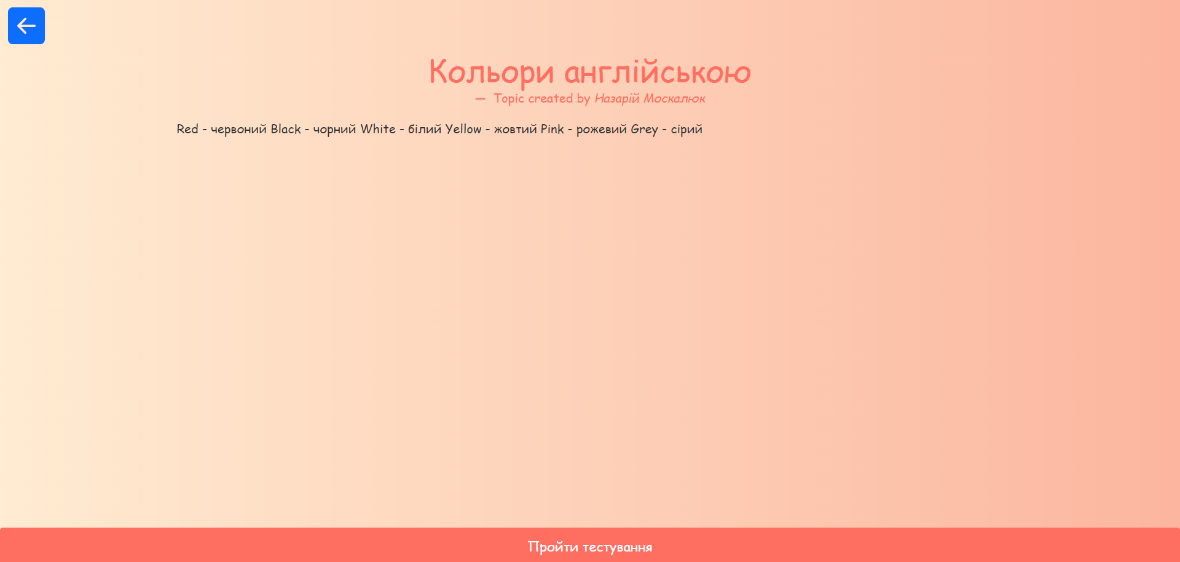 Кольори англійською
— Topic created by Назарій Москалюк
Red - червоний Black - чорний White - білий Yellow - жовтий Pink - рожевий Grey - сірий
Пройти тестування